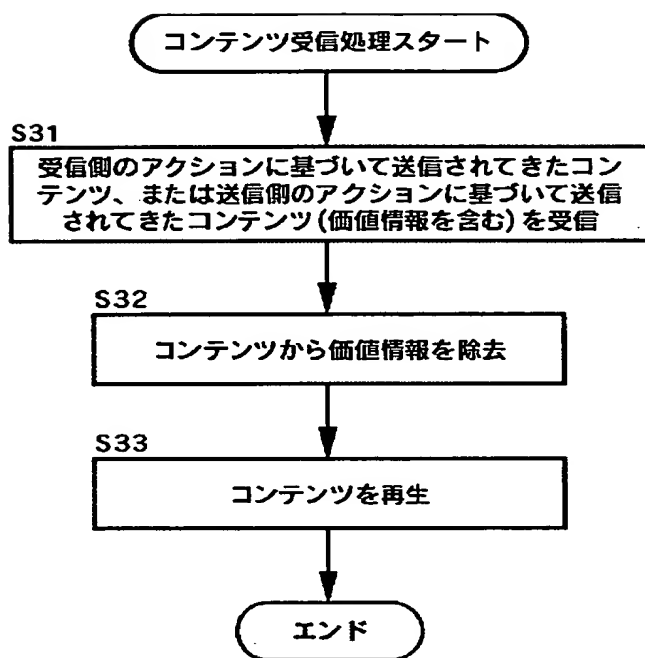 コンテンツ受信処理スタート
S31
受信側のアクションに基づいて送信されてきたコン
テンツ、または送信側のアクションに基づいて送信
されてきたコンテンツ(価値情報を含む)を受信
S32
コンテンツから価値情報を除去
S33
コンテンツを再生
エンド